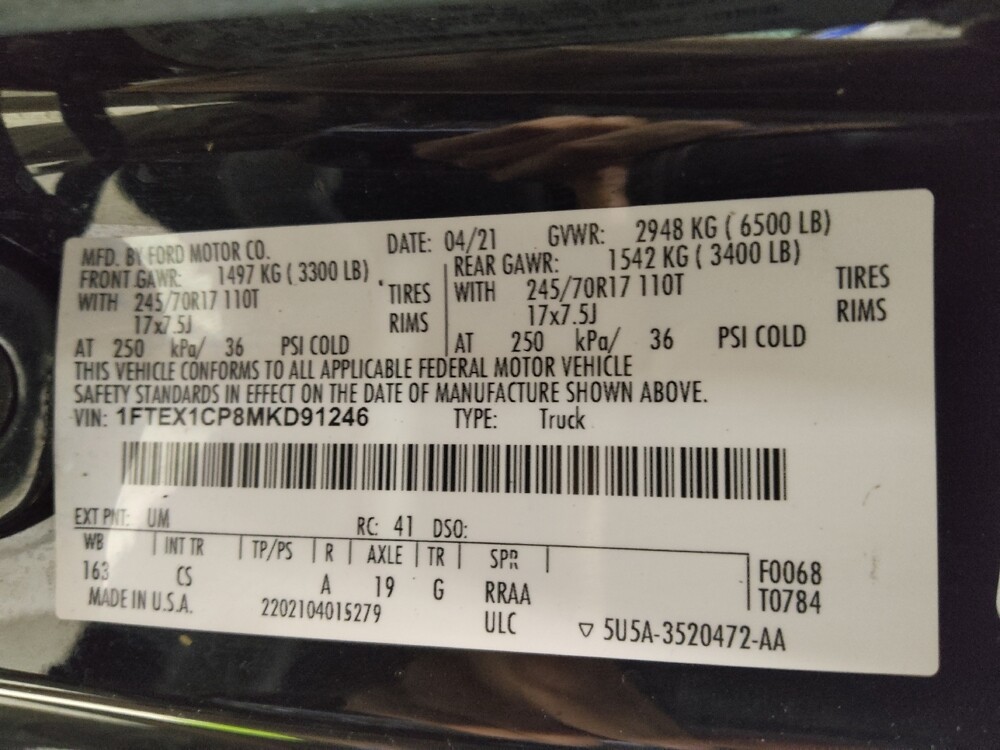 MFD. BY FORD MOTOR CO. DATE: 04/21 GVWR: 2948 KG ( 6500 LB)
FRONT GAWR: 1497 KG ( 3300 LB) REAR GAWR: 1542 KG ( 3400 LB)
WITH 245/70R17 110T TIRES WITH 245/70R17 110T TIRES
17x7.5J RIMS 17x7.5J RIMS
AT 250 kPa/ 36 PSI COLD AT 250 kPa/ 36 PSI COLD
THIS VEHICLE CONFORMS TO ALL APPLICABLE FEDERAL MOTOR VEHICLE
SAFETY STANDARDS IN EFFECT ON THE DATE OF MANUFACTURE SHOWN ABOVE.
VIN: 1FTEX1CP8MKD91246 TYPE: Truck
EXT PNT: UM RC: 41 DSO:
WB INT TR TP/PS R AXLE TR SPR
163 CS A 19 G RRAA F0068
T0784
MADE IN U.S.A. 2202104015279 ULC ▽ 5U5A-3520472-AA